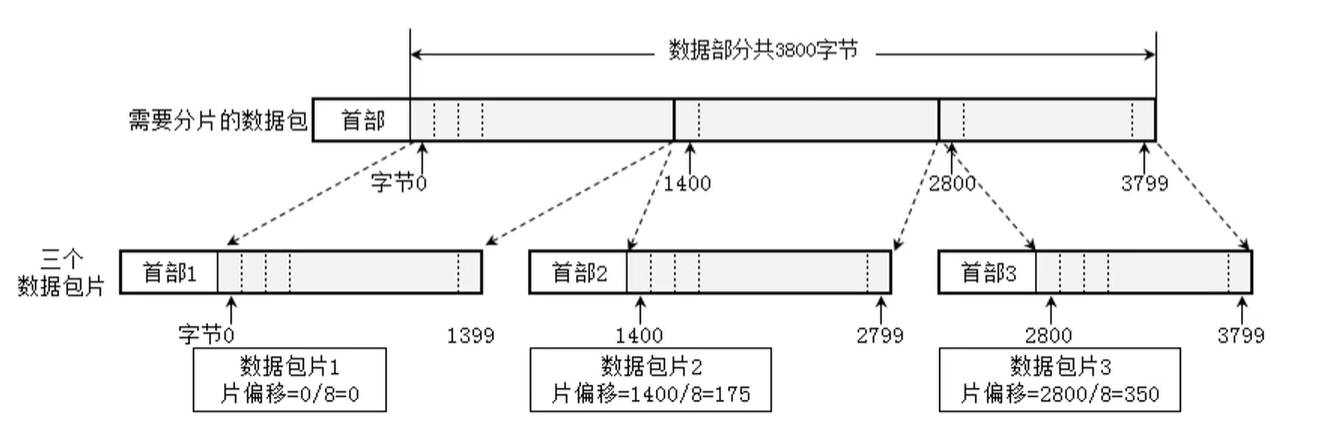 数据部分共3800字节
需要分片的数据包 首部
字节0 1400 2800 3799
三个
数据包片
首部1 首部2 首部3
字节0 1399 1400 2799 2800 3799
数据包片1
片偏移=0/8=0
数据包片2
片偏移=1400/8=175
数据包片3
片偏移=2800/8=350